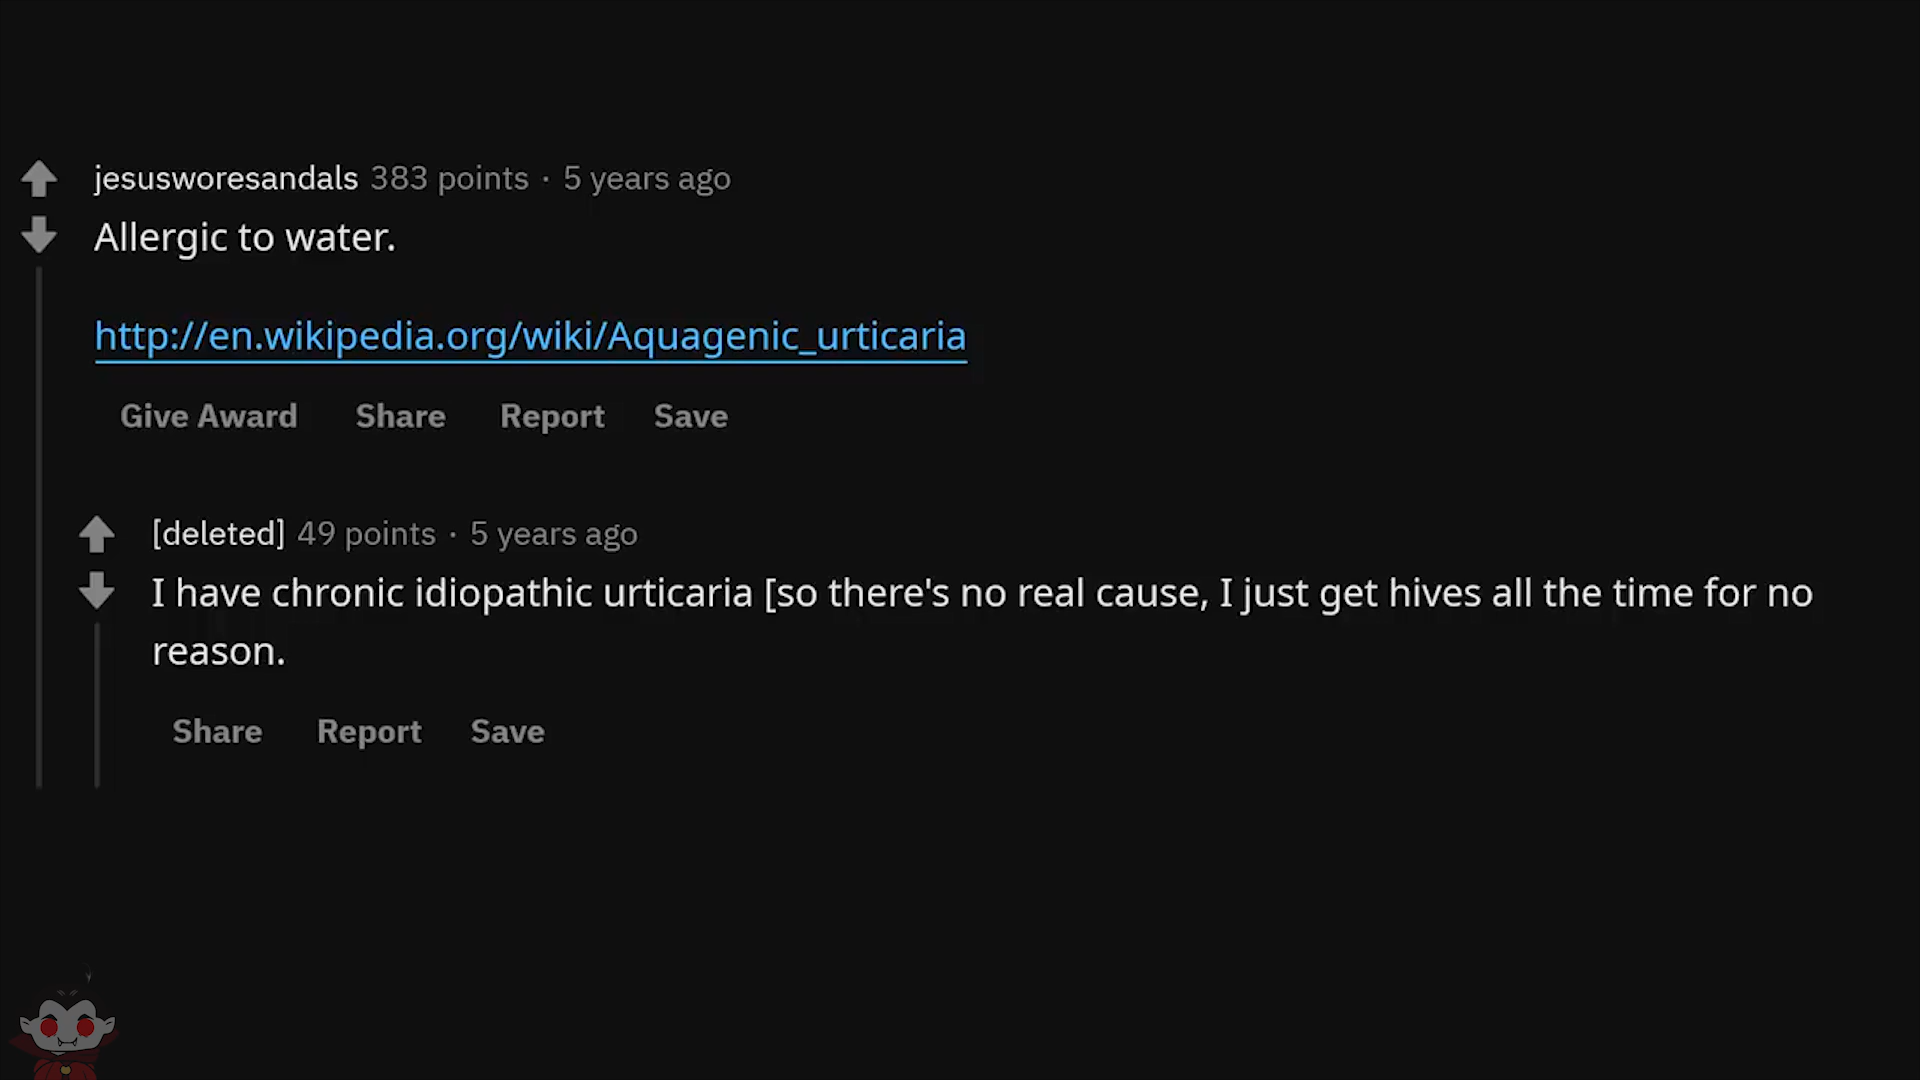 jesusworesandals 383 points · 5 years ago
Allergic to water.
http://en.wikipedia.org/wiki/Aquagenic_urticaria
Give Award Share Report Save
[deleted] 49 points · 5 years ago
I have chronic idiopathic urticaria [so there's no real cause, I just get hives all the time for no
reason.
Share Report Save